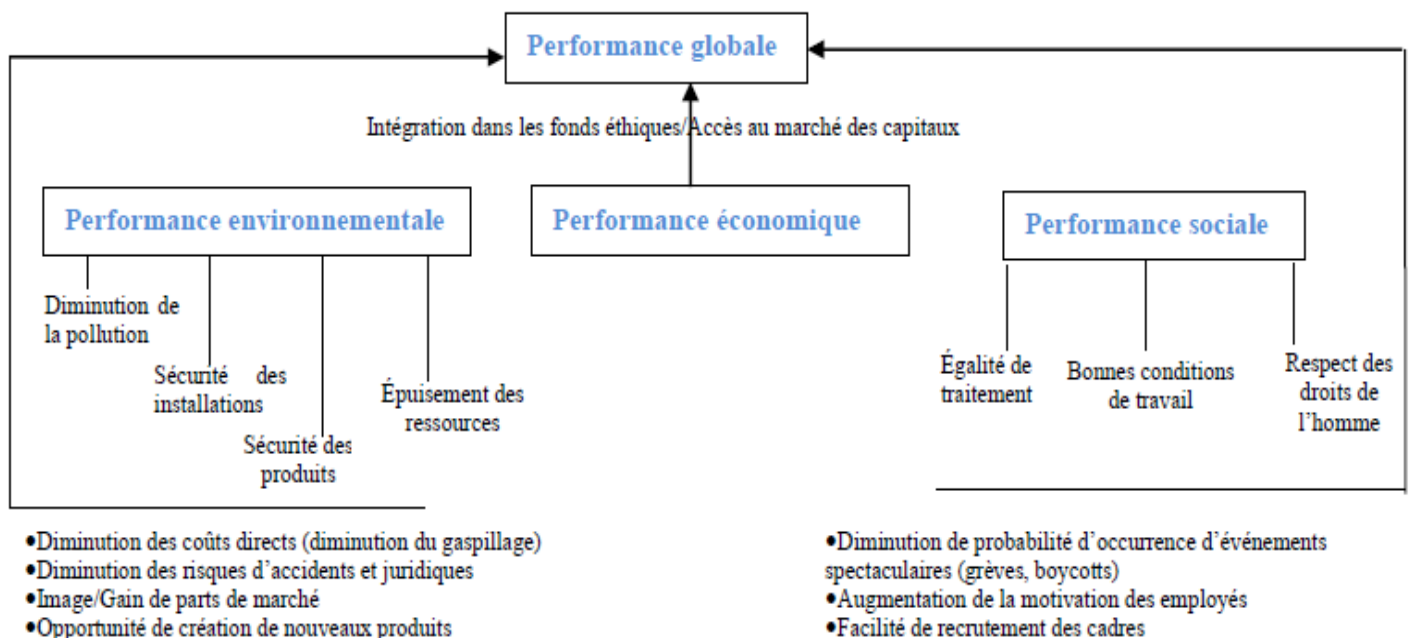 Performance globale
Intégration dans les fonds éthiques/Accès au marché des capitaux
Performance environnementale
Performance économique
Performance sociale
Diminution de
la pollution
Sécurité des
installations
Sécurité des
produits
Épuisement des
ressources
Égalité de
traitement
Bonnes conditions
de travail
Respect des
droits de
l’homme
•Diminution des coûts directs (diminution du gaspillage)
•Diminution des risques d’accidents et juridiques
•Image/Gain de parts de marché
•Opportunité de création de nouveaux produits
•Diminution de probabilité d’occurrence d’événements
spectaculaires (grèves, boycotts)
•Augmentation de la motivation des employés
•Facilité de recrutement des cadres